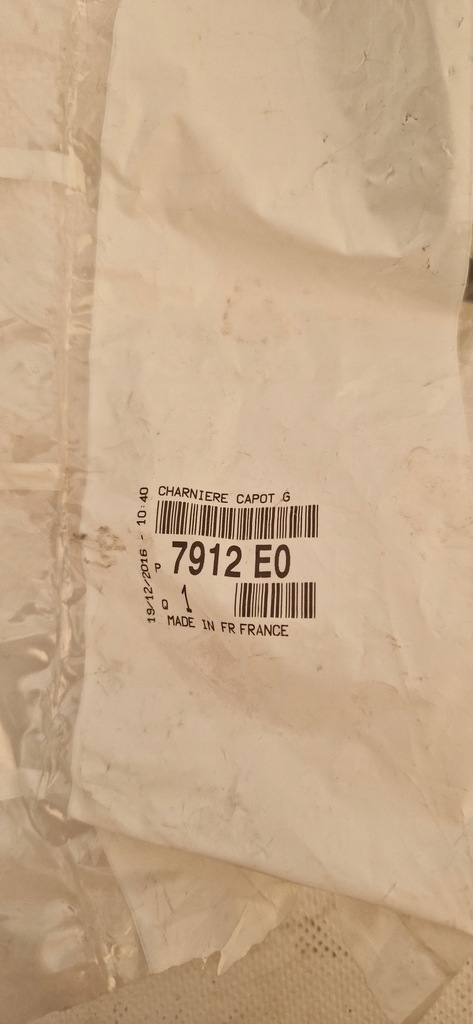 CHARNIERE CAPOT G
19/12/2016 - 10:40
P 7912 E0
Q 1
MADE IN FR FRANCE